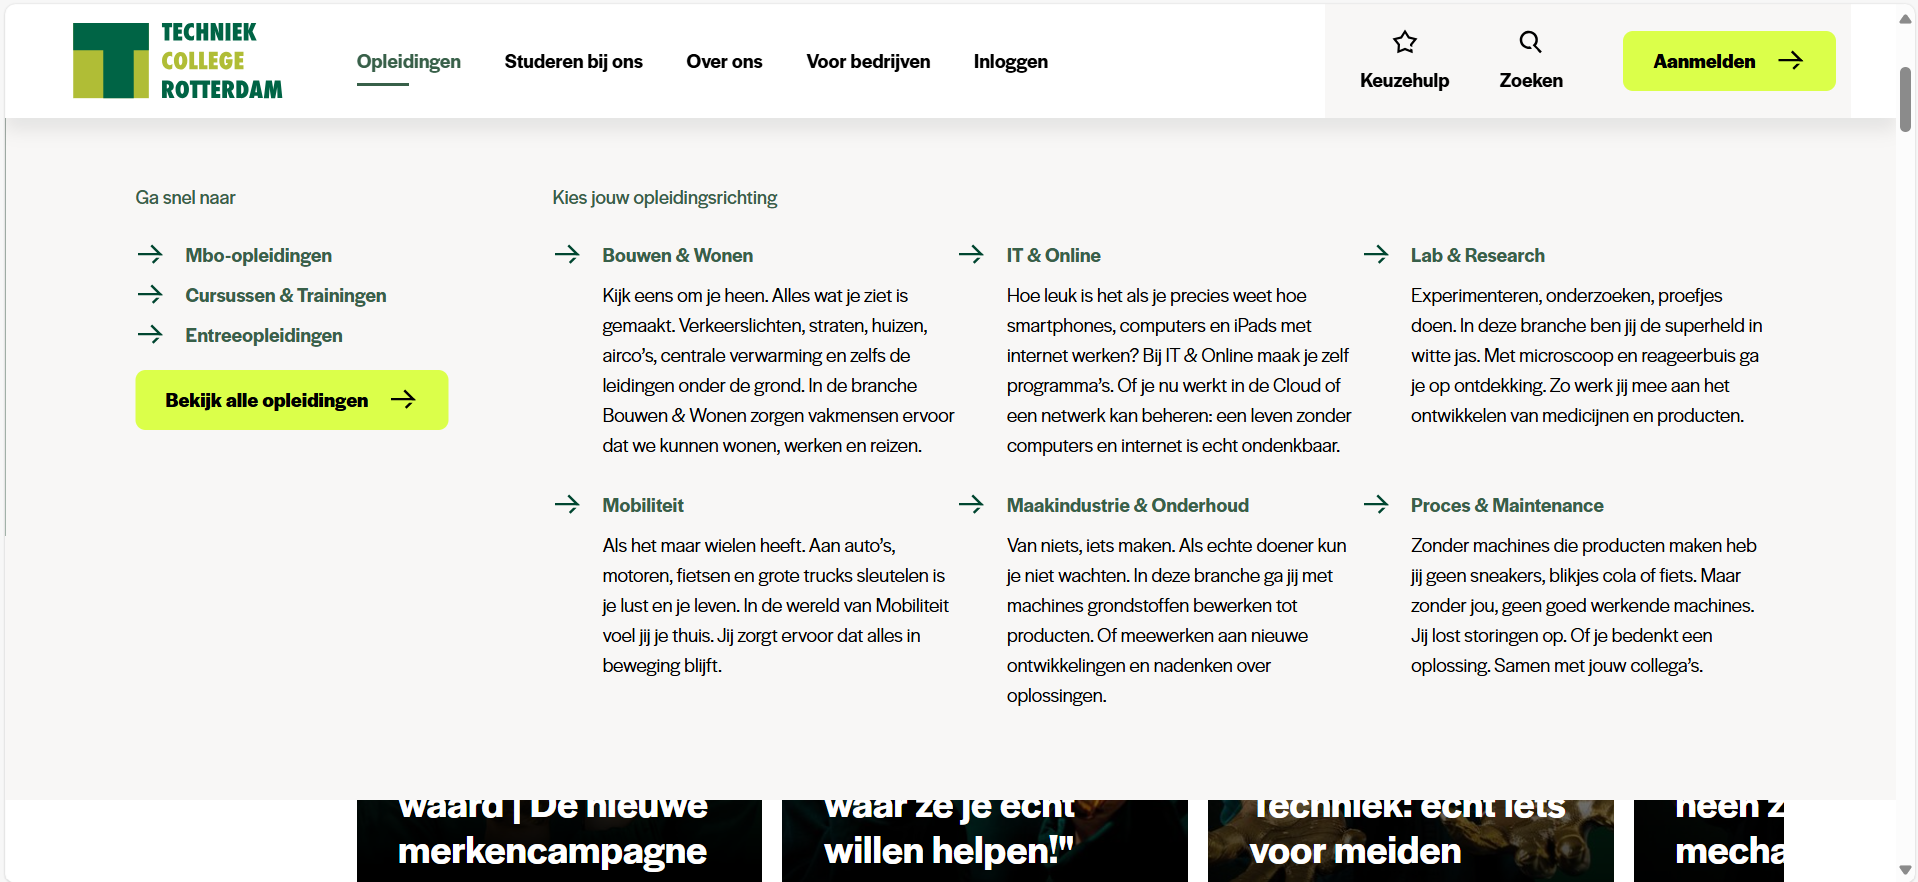 TECHNIEK
COLLEGE
ROTTERDAM
Opleidingen
Studeren bij ons
Over ons
Voor bedrijven
Inloggen
Keuzehulp
Zoeken
Aanmelden
Ga snel naar
Mbo-opleidingen
Cursussen & Trainingen
Entreeopleidingen
Bekijk alle opleidingen
Kies jouw opleidingsrichting
Bouwen & Wonen
Kijk eens om je heen. Alles wat je ziet is
gemaakt. Verkeerslichten, straten, huizen,
airco’s, centrale verwarming en zelfs de
leidingen onder de grond. In de branche
Bouwen & Wonen zorgen vakmensen ervoor
dat we kunnen wonen, werken en reizen.
IT & Online
Hoe leuk is het als je precies weet hoe
smartphones, computers en iPads met
internet werken? Bij IT & Online maak je zelf
programma’s. Of je nu werkt in de Cloud of
een netwerk kan beheren: een leven zonder
computers en internet is echt ondenkbaar.
Lab & Research
Experimenteren, onderzoeken, proefjes
doen. In deze branche ben jij de superheld in
witte jas. Met microscoop en reageerbuis ga
je op ontdekking. Zo werk jij mee aan het
ontwikkelen van medicijnen en producten.
Mobiliteit
Als het maar wielen heeft. Aan auto’s,
motoren, fietsen en grote trucks sleutelen is
je lust en je leven. In de wereld van Mobiliteit
voel jij je thuis. Jij zorgt ervoor dat alles in
beweging blijft.
Maakindustrie & Onderhoud
Van niets, iets maken. Als echte doener kun
je niet wachten. In deze branche ga jij met
machines grondstoffen bewerken tot
producten. Of meewerken aan nieuwe
ontwikkelingen en nadenken over
oplossingen.
Proces & Maintenance
Zonder machines die producten maken heb
jij geen sneakers, blikjes cola of fiets. Maar
zonder jou, geen goed werkende machines.
Jij lost storingen op. Of je bedenkt een
oplossing. Samen met jouw collega’s.
waard | De nieuwe
merkencampagne
waar ze je echt
willen helpen!"
Techniek: echt iets
voor meiden
heen z
mecha